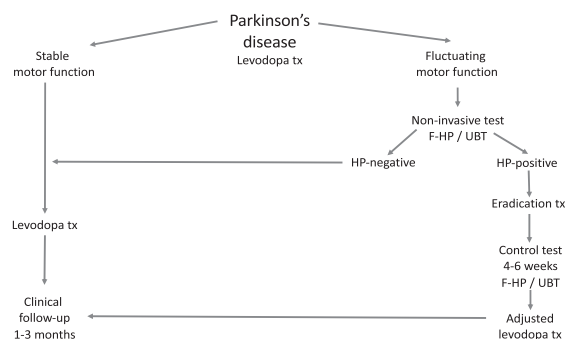 Parkinson's
disease
Levodopa tx
Stable
motor function
Fluctuating
motor function
Non-invasive test
F-HP / UBT
HP-negative
HP-positive
Eradication tx
Levodopa tx
Control test
4-6 weeks
F-HP / UBT
Clinical
follow-up
1-3 months
Adjusted
levodopa tx